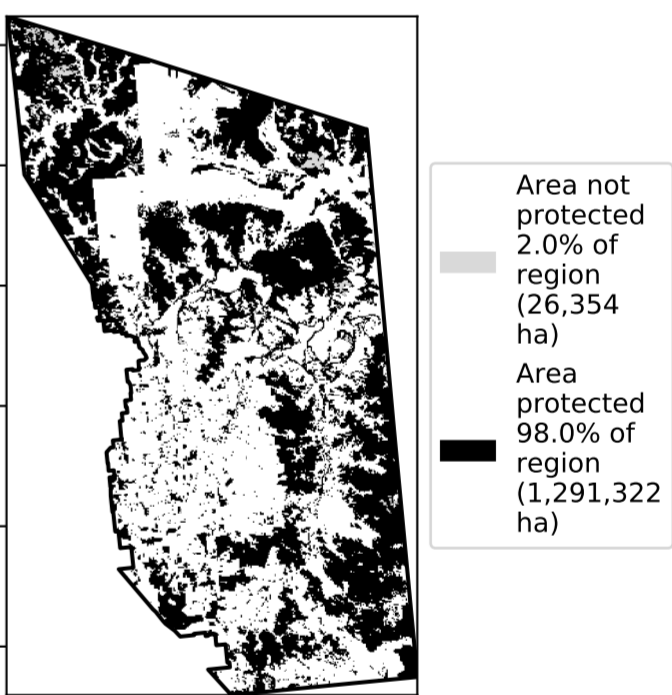 Area not
protected
2.0% of
region
(26,354
ha)
Area
protected
98.0% of
region
(1,291,322
ha)